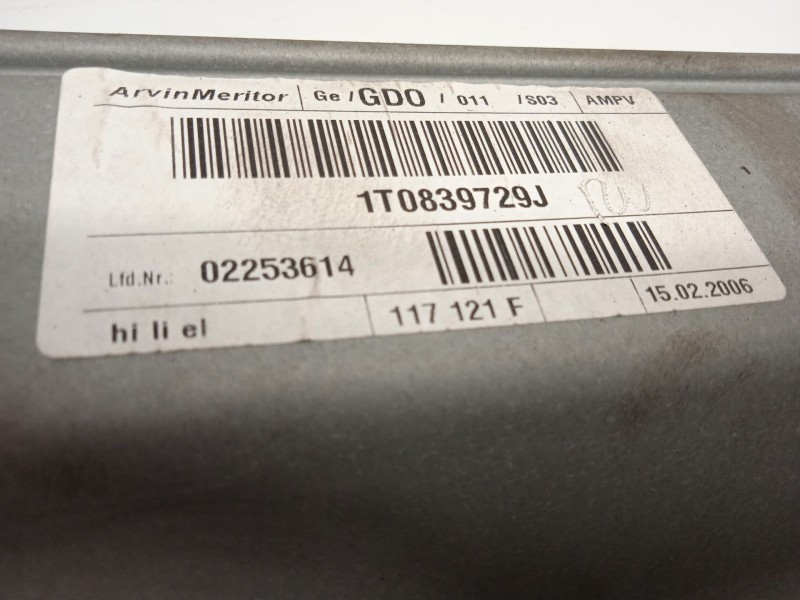 ArvinMeritor Ge / GDO / 011 / S03 AMPV
1T0839729J
Lfd.Nr.: 02253614
hi li el 117 121 F 15.02.2006